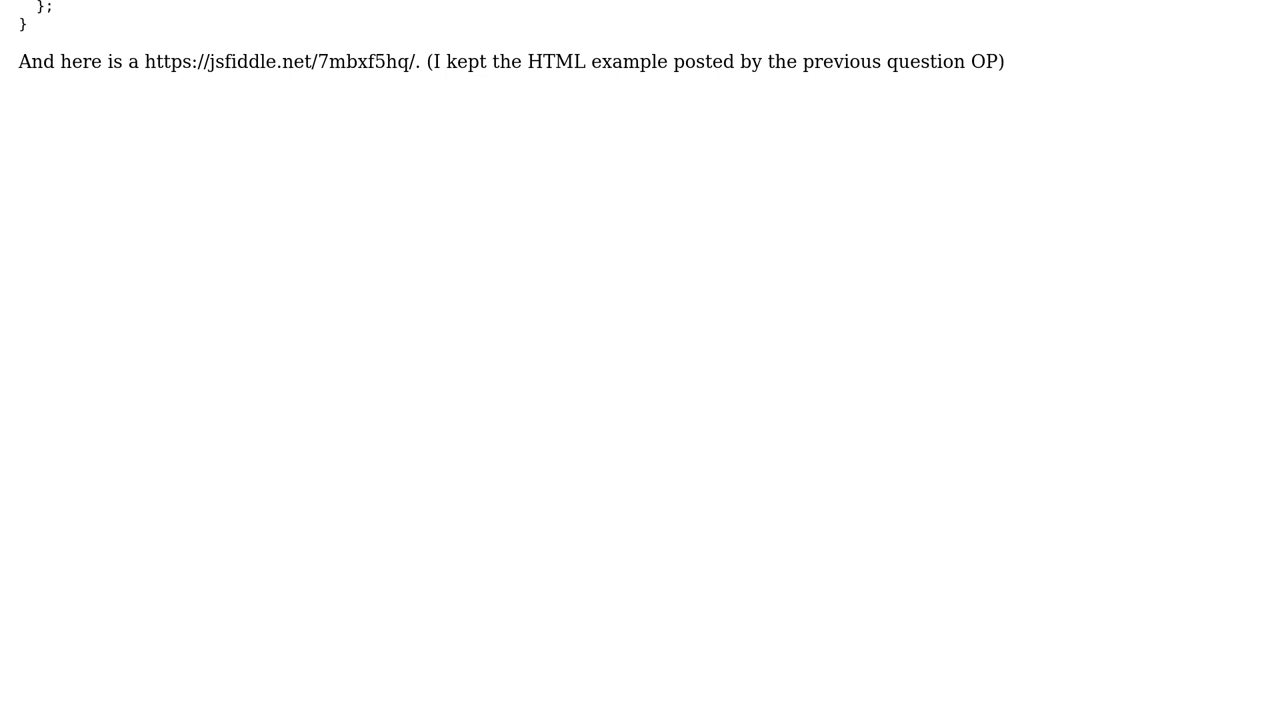 };
}
And here is a https://jsfiddle.net/7mbxf5hq/. (I kept the HTML example posted by the previous question OP)